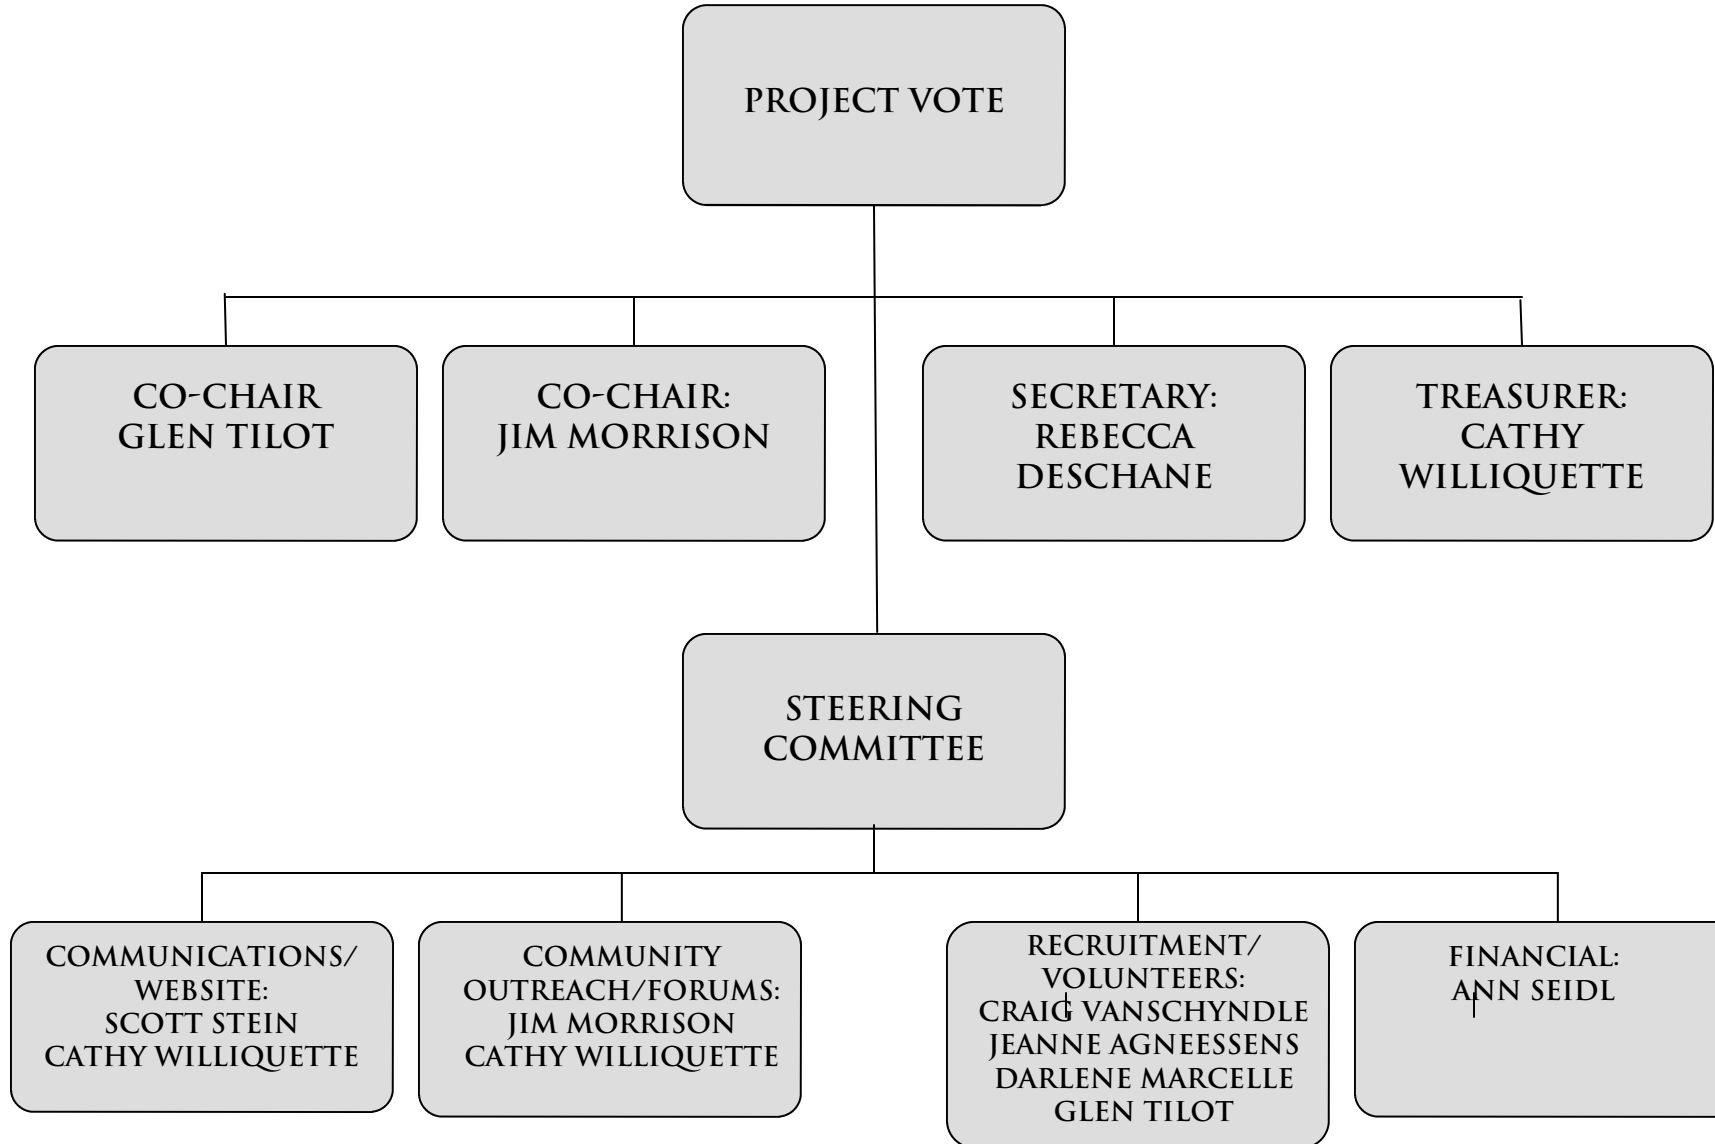 PROJECT VOTE
CO-CHAIR
GLEN TILOT
CO-CHAIR:
JIM MORRISON
SECRETARY:
REBECCA
DESCHANE
TREASURER:
CATHY
WILLIQUETTE
STEERING
COMMITTEE
COMMUNICATIONS/
WEBSITE:
SCOTT STEIN
CATHY WILLIQUETTE
COMMUNITY
OUTREACH/FORUMS:
JIM MORRISON
CATHY WILLIQUETTE
RECRUITMENT/
VOLUNTEERS:
CRAIG VANSCHYNDLE
JEANNE AGNEESSENS
DARLENE MARCELLE
GLEN TILOT
FINANCIAL:
ANN SEIDL